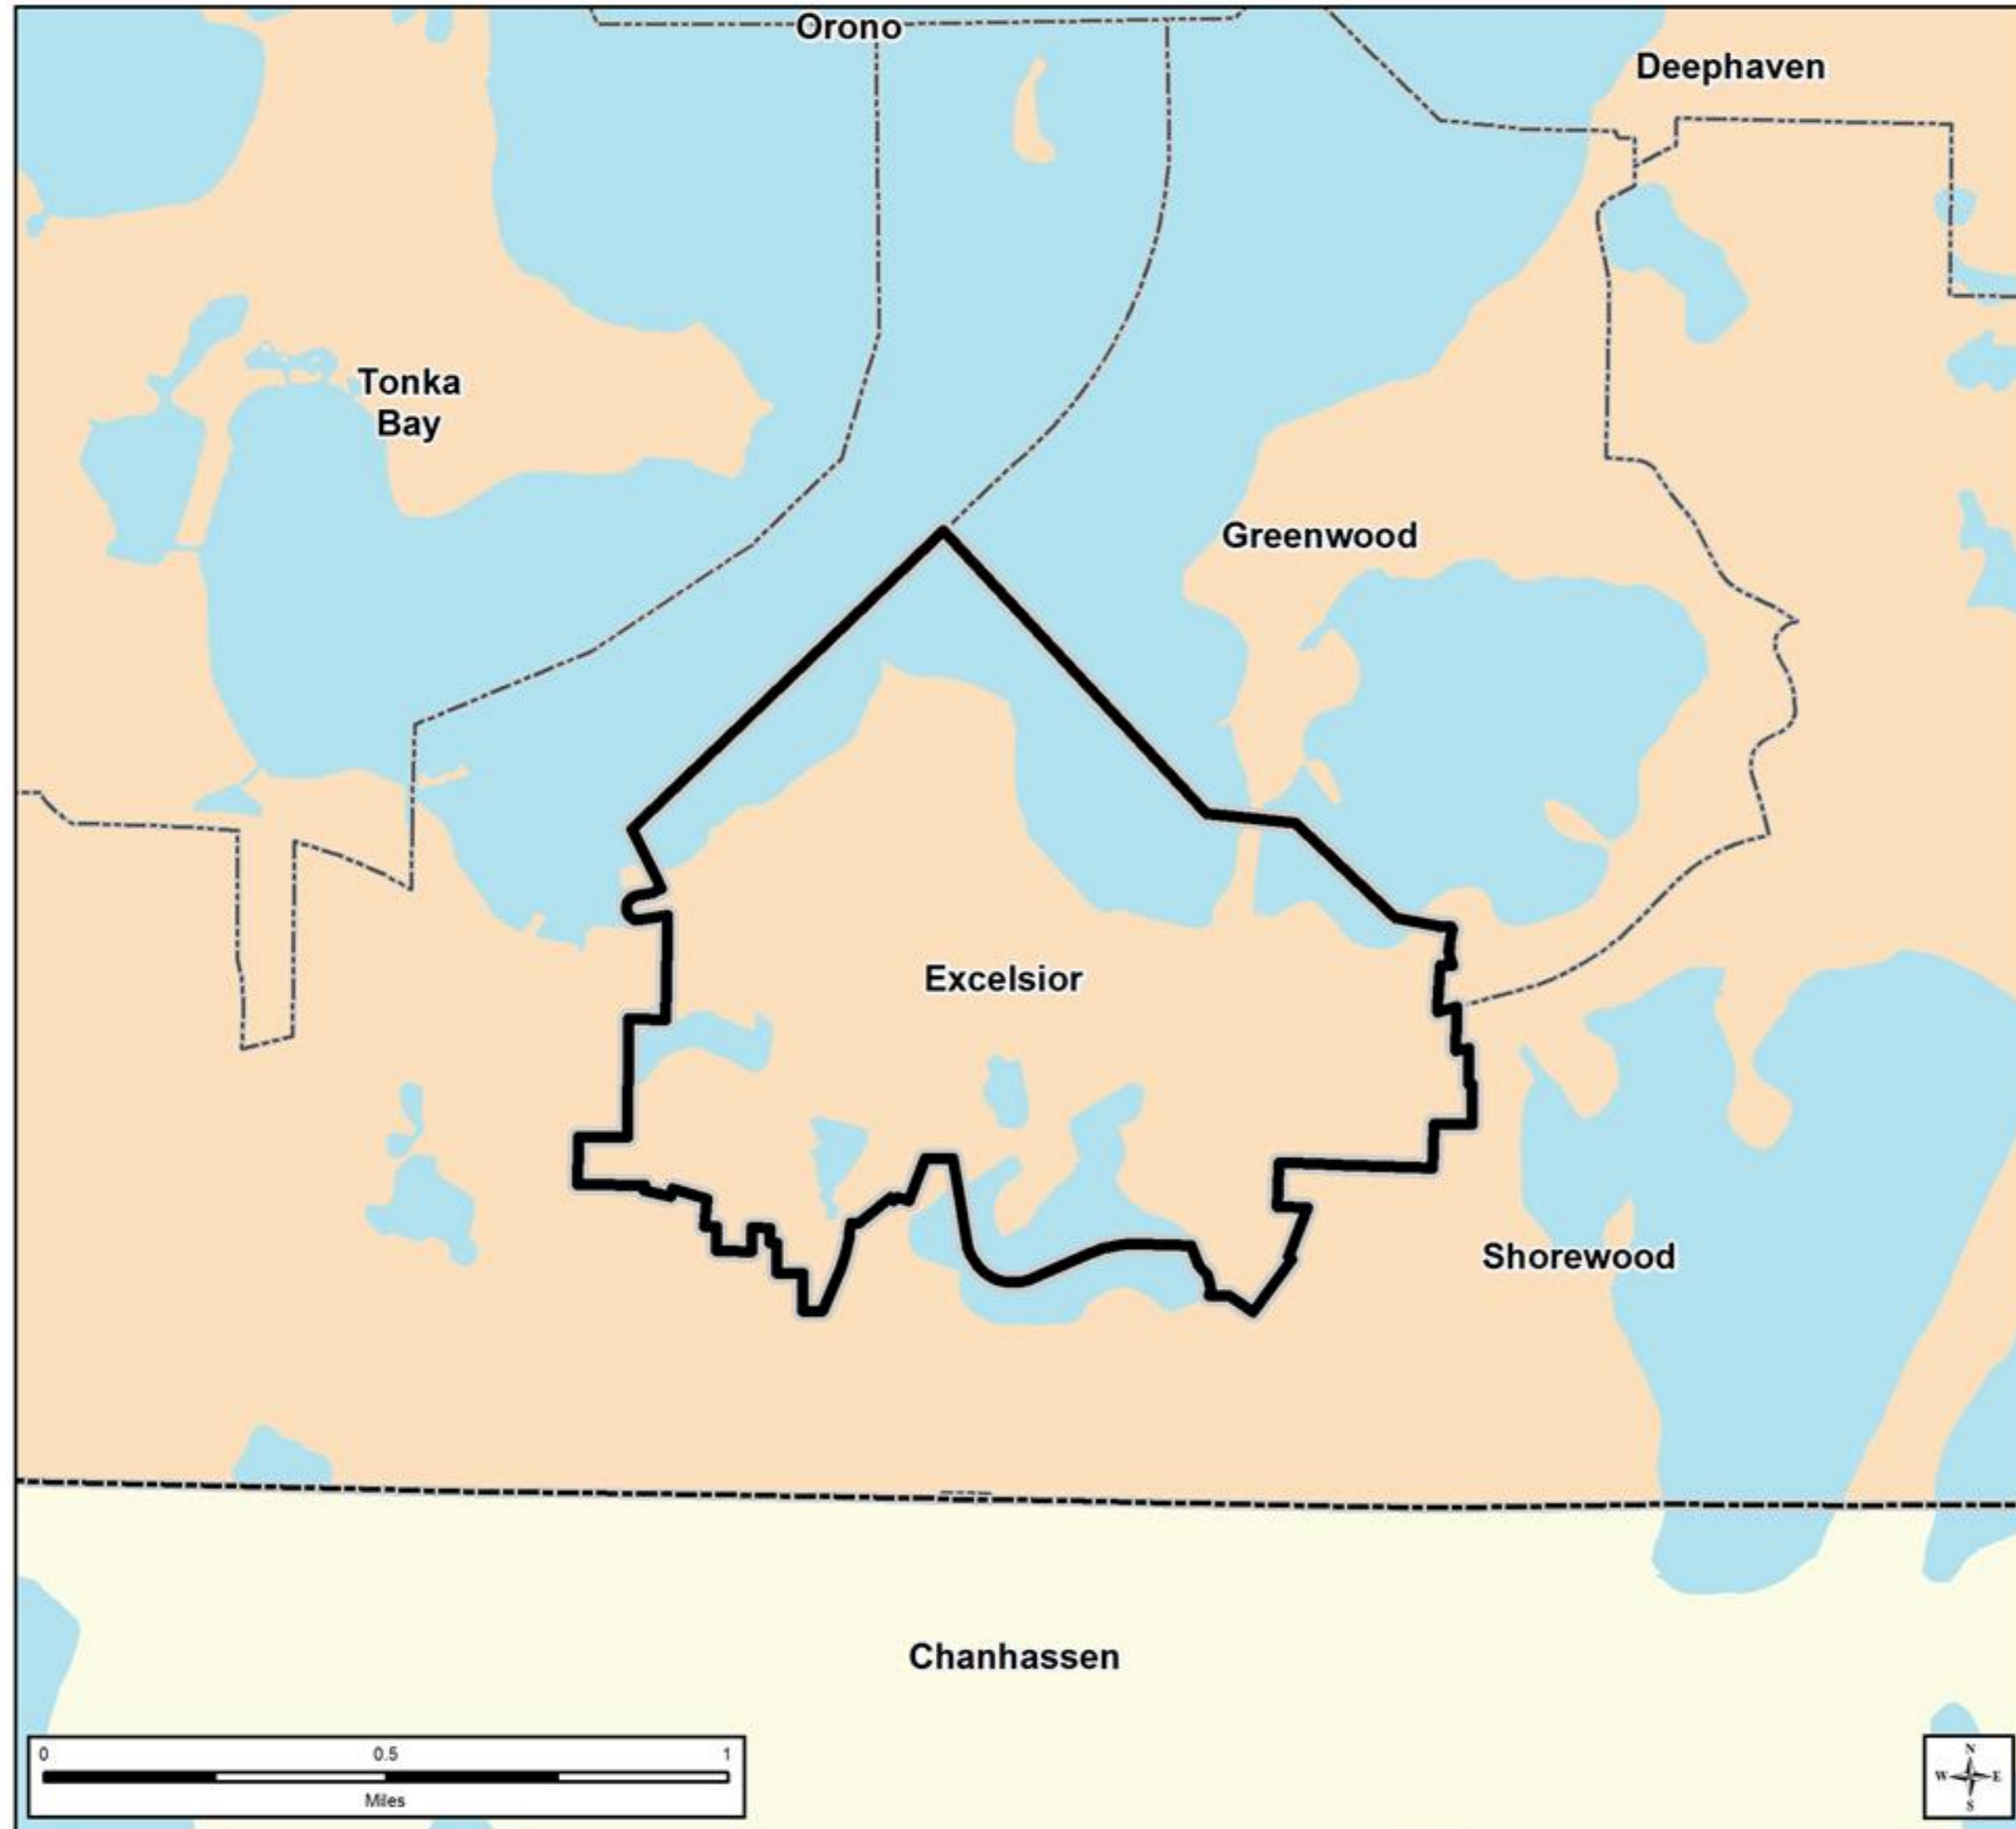 Orono
Deephaven
Tonka
Bay
Greenwood
Excelsior
Shorewood
Chanhassen
0 0.5 1
Miles
N
W E
S